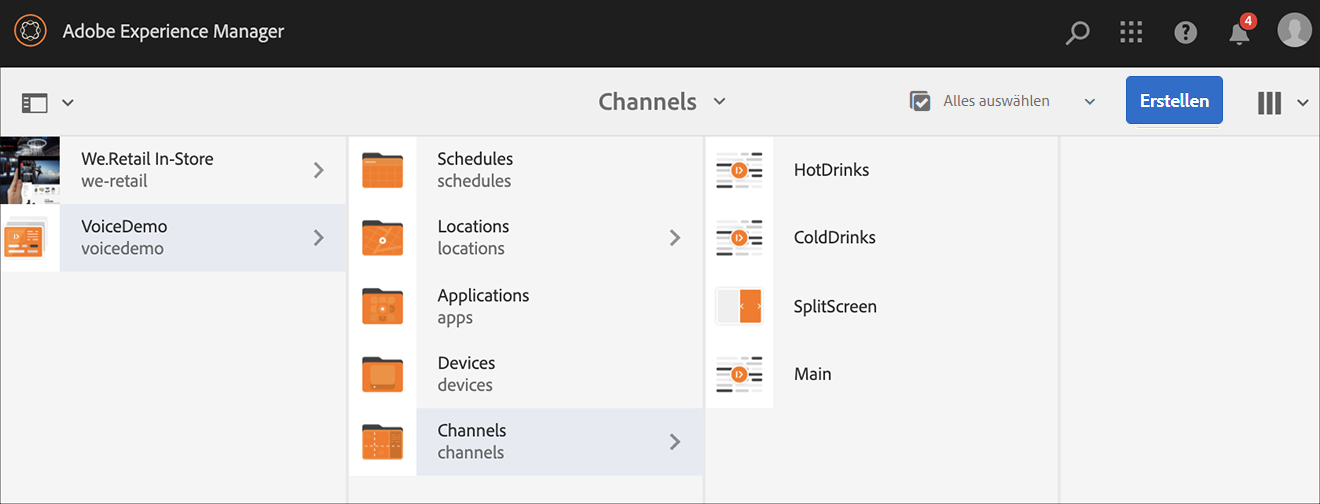 Adobe Experience Manager
4
Channels
Alles auswählen
Erstellen
We.Retail In-Store
we-retail
VoiceDemo
voicedemo
Schedules
schedules
Locations
locations
Applications
apps
Devices
devices
Channels
channels
HotDrinks
ColdDrinks
SplitScreen
Main